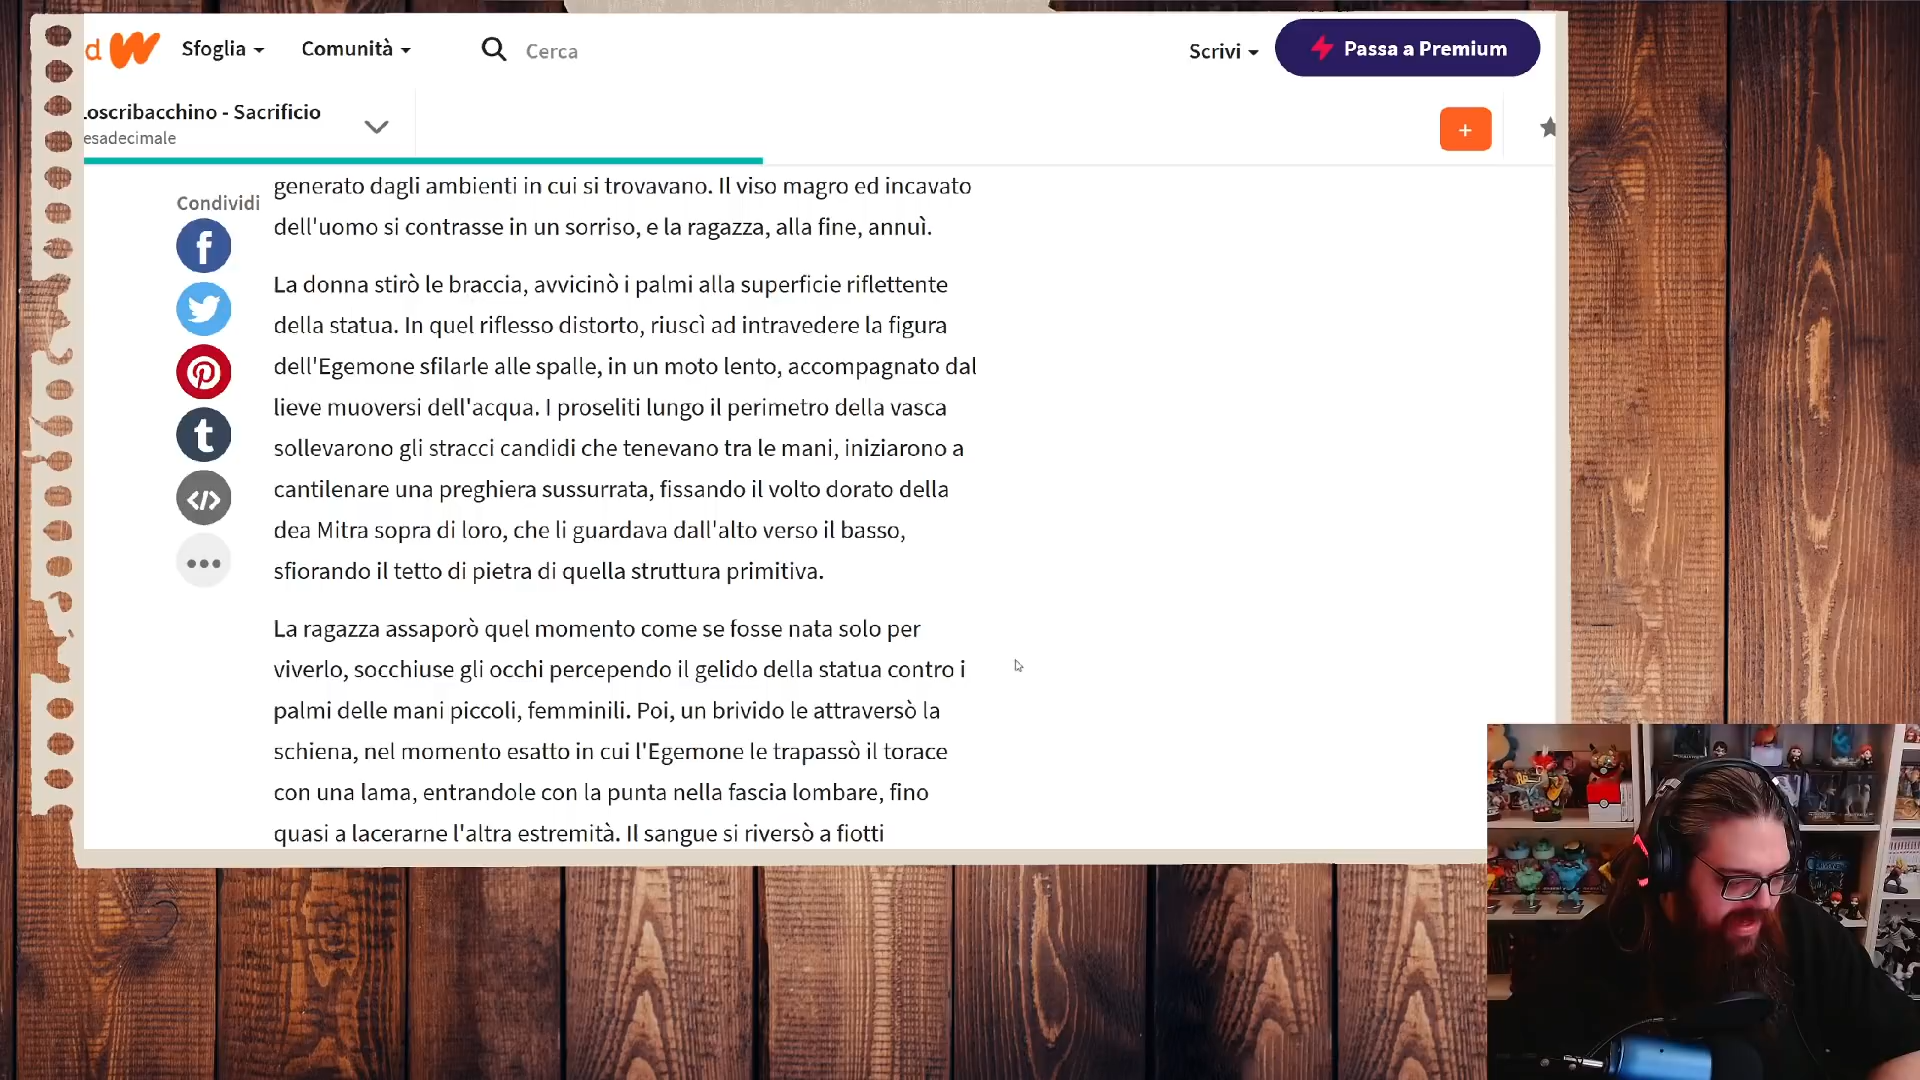 d
Sfoglia
Comunità
Cerca
Scrivi
Passa a Premium
Loscribacchino - Sacrificio
esadecimale
+
Condividi
generato dagli ambienti in cui si trovavano. Il viso magro ed incavato
dell'uomo si contrasse in un sorriso, e la ragazza, alla fine, annuì.
La donna stirò le braccia, avvicinò i palmi alla superficie riflettente
della statua. In quel riflesso distorto, riuscì ad intravedere la figura
dell'Egemone sfilarle alle spalle, in un moto lento, accompagnato dal
lieve muoversi dell'acqua. I proseliti lungo il perimetro della vasca
sollevarono gli stracci candidi che tenevano tra le mani, iniziarono a
cantilenare una preghiera sussurrata, fissando il volto dorato della
dea Mitra sopra di loro, che li guardava dall'alto verso il basso,
sfiorando il tetto di pietra di quella struttura primitiva.
La ragazza assaporò quel momento come se fosse nata solo per
viverlo, socchiuse gli occhi percependo il gelido della statua contro i
palmi delle mani piccoli, femminili. Poi, un brivido le attraversò la
schiena, nel momento esatto in cui l'Egemone le trapassò il torace
con una lama, entrandole con la punta nella fascia lombare, fino
quasi a lacerarne l'altra estremità. Il sangue si riversò a fiotti